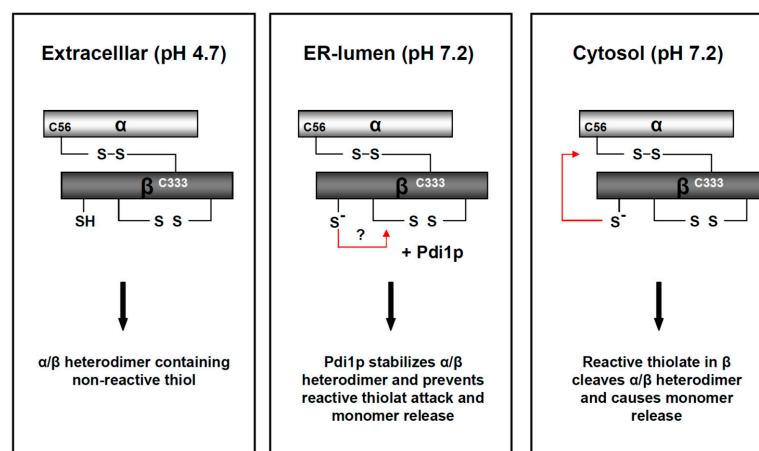 Extracelllar (pH 4.7)
α
C56
S-S
β C333
SH
S S
α/β heterodimer containing
non-reactive thiol
ER-lumen (pH 7.2)
α
C56
S-S
β C333
S-
S S
?
+ Pdi1p
Pdi1p stabilizes α/β
heterodimer and prevents
reactive thiolat attack and
monomer release
Cytosol (pH 7.2)
α
C56
S-S
β C333
S-
S S
Reactive thiolate in β
cleaves α/β heterodimer
and causes monomer
release